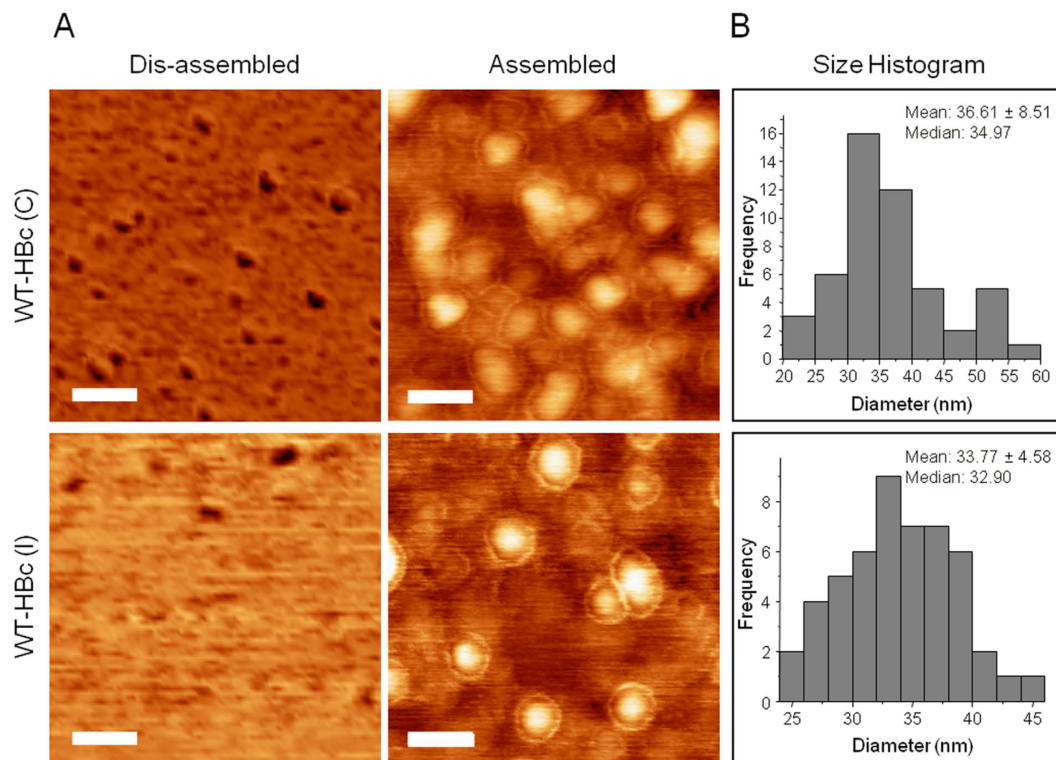 A
B
Dis-assembled
Assembled
Size Histogram
WT-HBc (C)
Mean: 36.61 ± 8.51
Median: 34.97
Frequency
16
14
12
10
8
6
4
2
0
20 25 30 35 40 45 50 55 60
Diameter (nm)
WT-HBc (I)
Mean: 33.77 ± 4.58
Median: 32.90
Frequency
8
6
4
2
0
25 30 35 40 45
Diameter (nm)